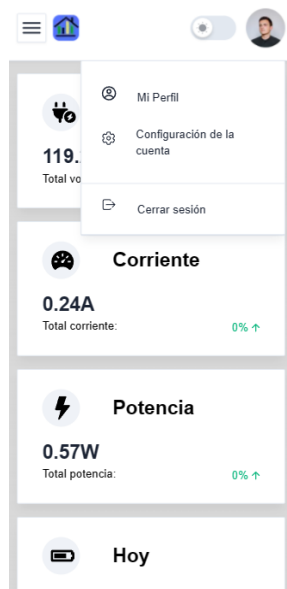 Mi Perfil
Configuración de la
cuenta
Cerrar sesión
119.
Total vo
Corriente
0.24A
Total corriente:
0% ↑
Potencia
0.57W
Total potencia:
0% ↑
Hoy